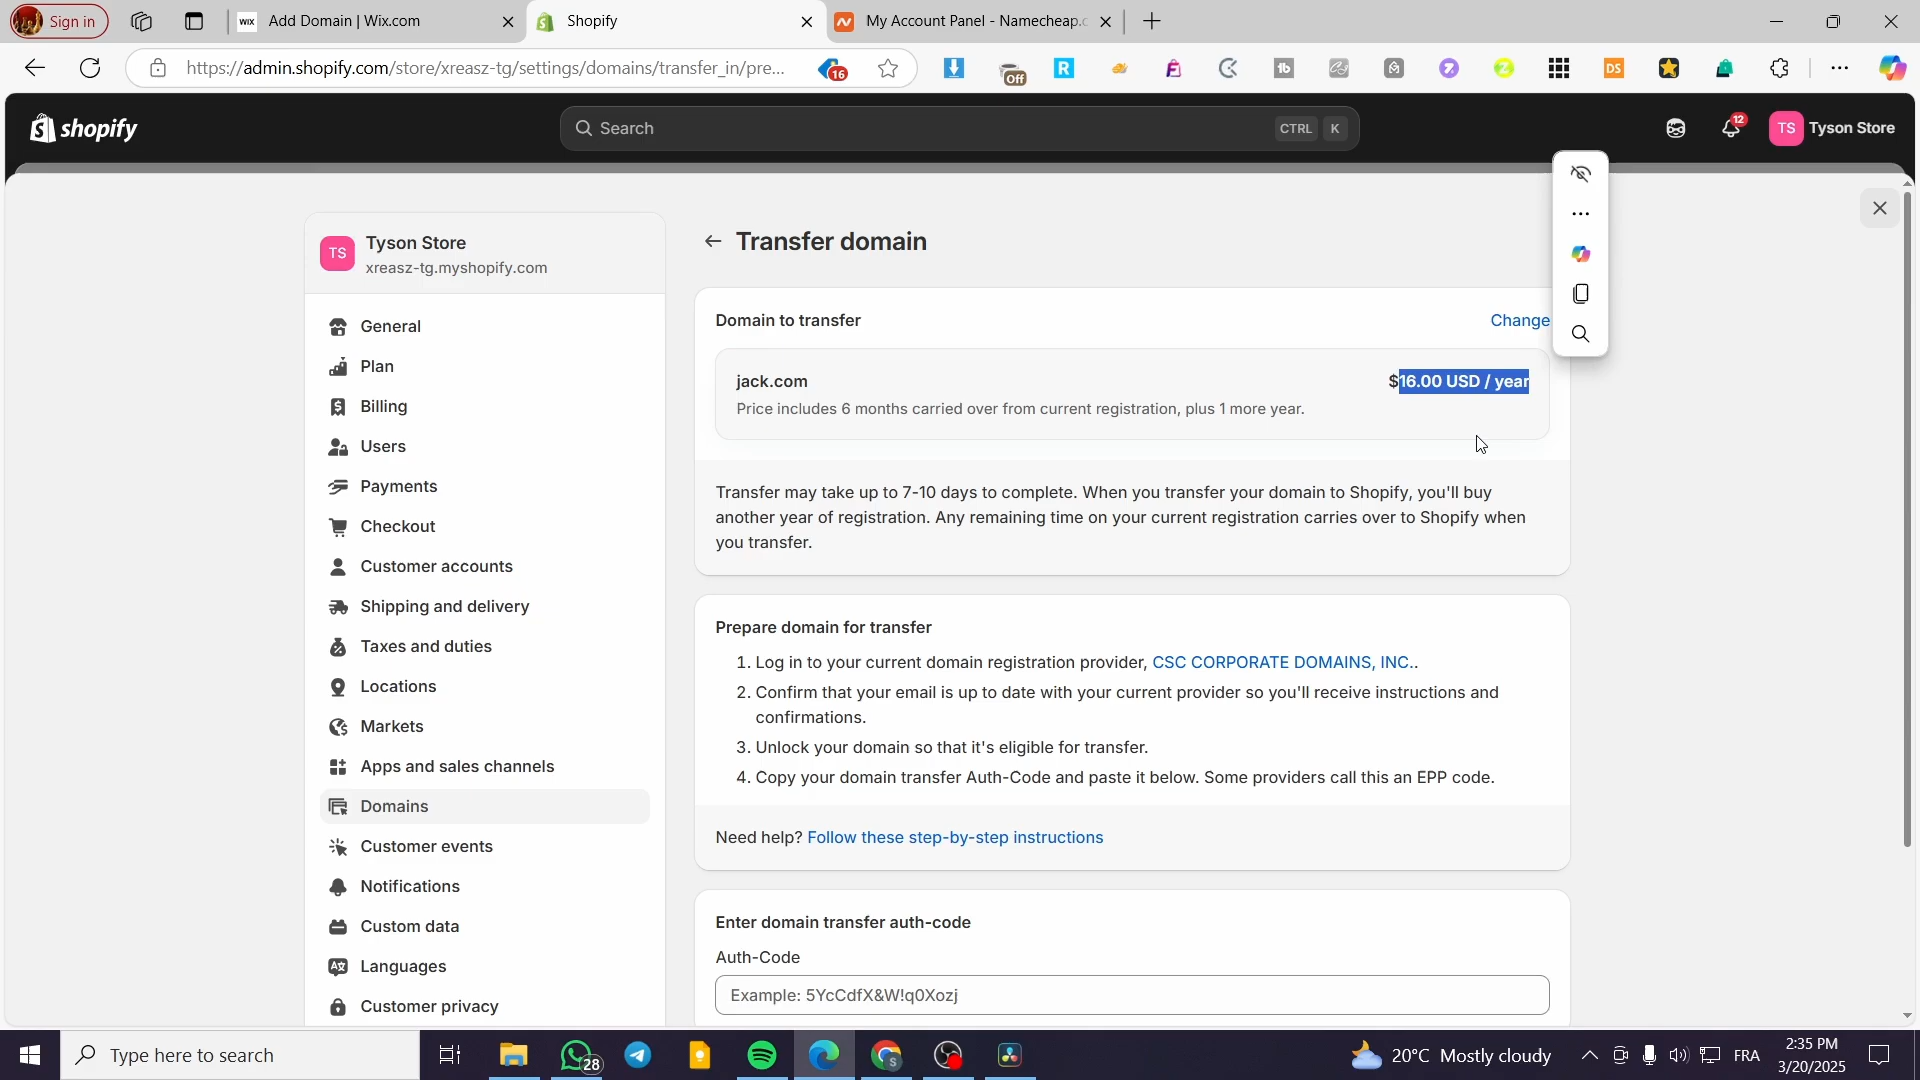 Sign in
Add Domain | Wix.com
Shopify
My Account Panel - Namecheap.c
https://admin.shopify.com/store/xreasz-tg/settings/domains/transfer_in/pre...
16
Off
shopify
Search
CTRL K
12
TS
Tyson Store
TS
Tyson Store
xreasz-tg.myshopify.com
General
Plan
Billing
Users
Payments
Checkout
Customer accounts
Shipping and delivery
Taxes and duties
Locations
Markets
Apps and sales channels
Domains
Customer events
Notifications
Custom data
Languages
Customer privacy
Transfer domain
Domain to transfer
Change
jack.com
$16.00 USD / year
Price includes 6 months carried over from current registration, plus 1 more year.
Transfer may take up to 7-10 days to complete. When you transfer your domain to Shopify, you'll buy
another year of registration. Any remaining time on your current registration carries over to Shopify when
you transfer.
Prepare domain for transfer
1. Log in to your current domain registration provider, CSC CORPORATE DOMAINS, INC..
2. Confirm that your email is up to date with your current provider so you'll receive instructions and
confirmations.
3. Unlock your domain so that it's eligible for transfer.
4. Copy your domain transfer Auth-Code and paste it below. Some providers call this an EPP code.
Need help? Follow these step-by-step instructions
Enter domain transfer auth-code
Auth-Code
Example: 5YcCdfX&W!q0Xozj
Type here to search
28
20°C Mostly cloudy
FRA
2:35 PM
3/20/2025